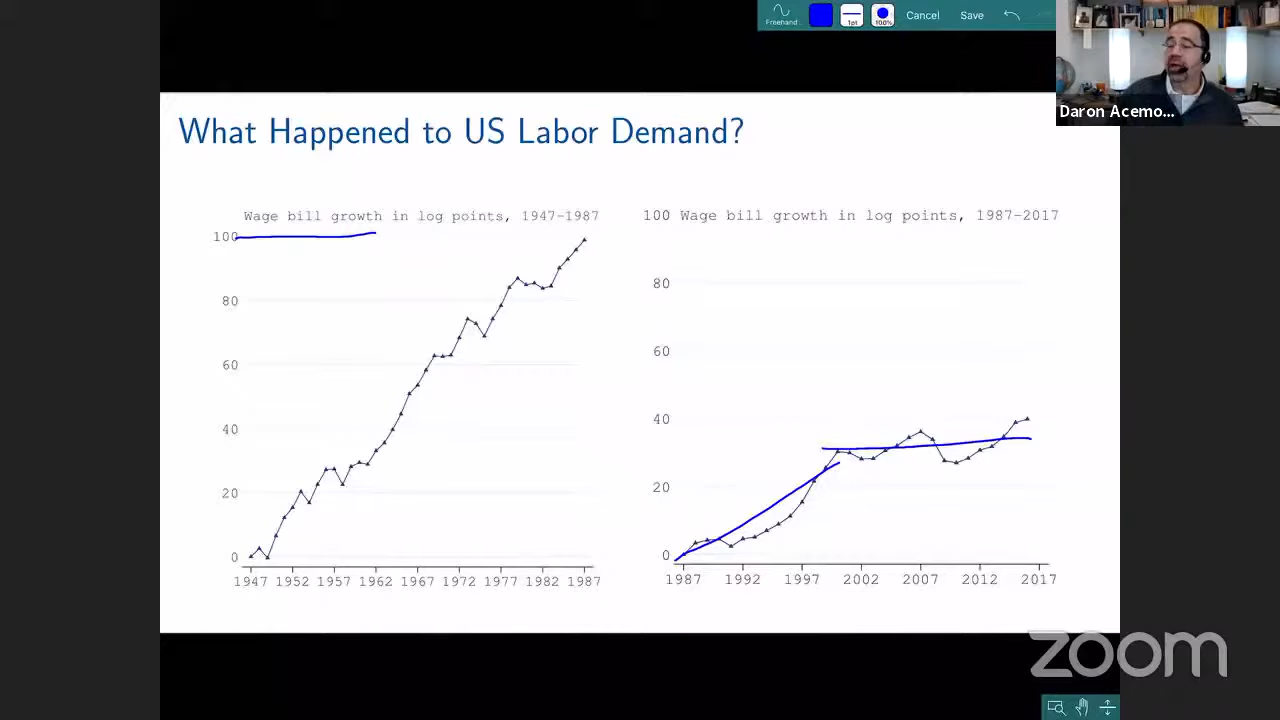 Freehand 1pt 100% Cancel Save
Daron Acemo...
What Happened to US Labor Demand?
Wage bill growth in log points, 1947-1987
100
80
60
40
20
0
1947 1952 1957 1962 1967 1972 1977 1982 1987
100 Wage bill growth in log points, 1987-2017
80
60
40
20
0
1987 1992 1997 2002 2007 2012 2017
zoom